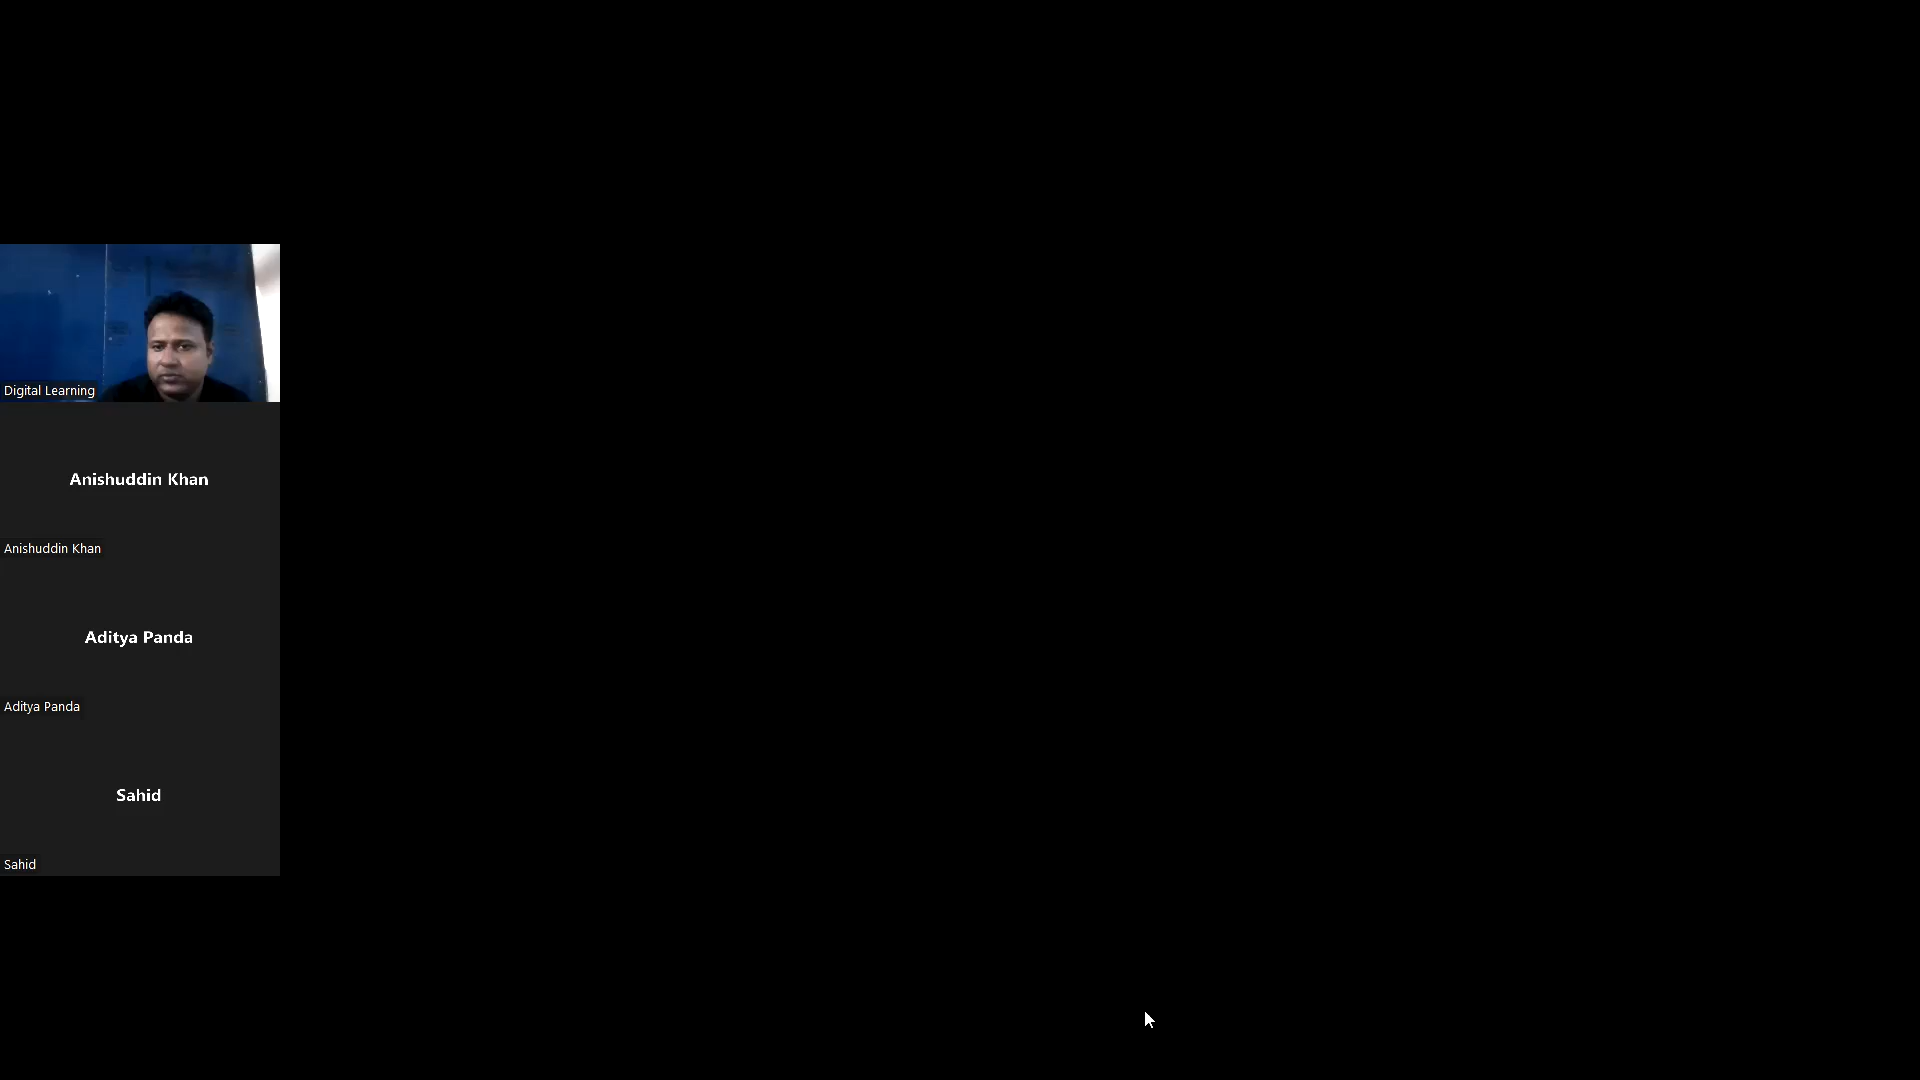 Digital Learning
Anishuddin Khan
Anishuddin Khan
Aditya Panda
Aditya Panda
Sahid
Sahid